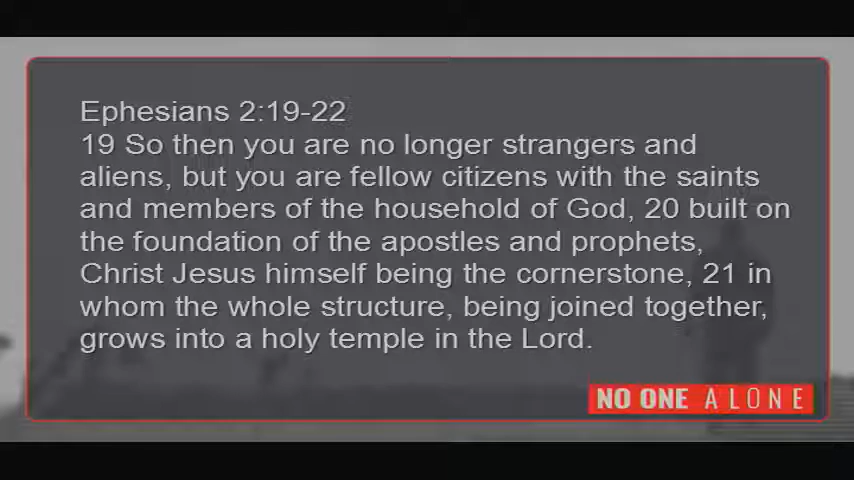 Ephesians 2:19-22
19 So then you are no longer strangers and
aliens, but you are fellow citizens with the saints
and members of the household of God, 20 built on
the foundation of the apostles and prophets,
Christ Jesus himself being the cornerstone, 21 in
whom the whole structure, being joined together,
grows into a holy temple in the Lord.
NO ONE ALONE